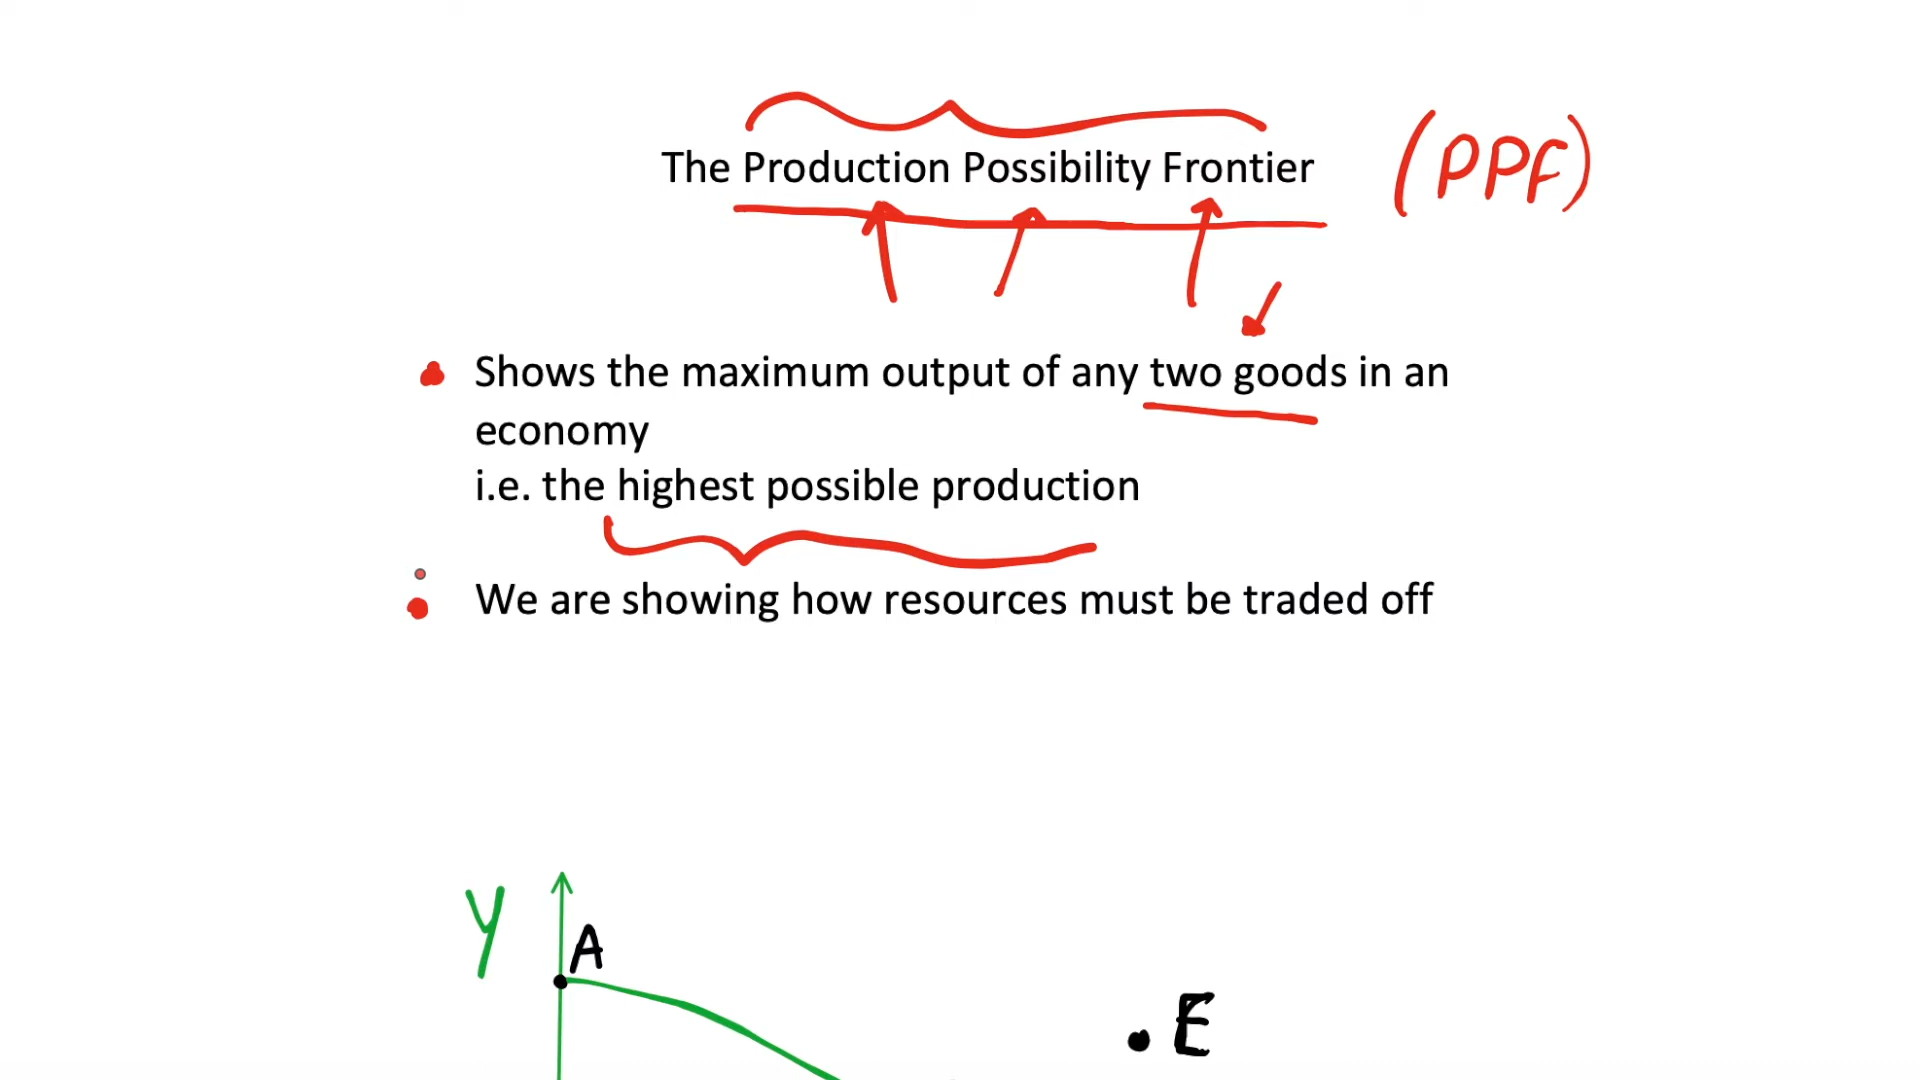 The Production Possibility Frontier (PPF)
Shows the maximum output of any two goods in an
economy
i.e. the highest possible production
We are showing how resources must be traded off
y
A
E